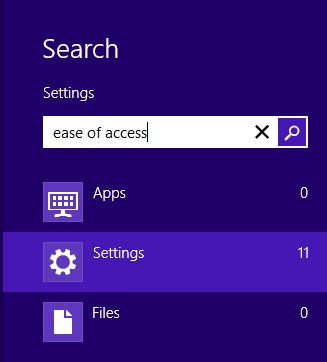 Search
Settings
ease of access
Apps 0
Settings 11
Files 0